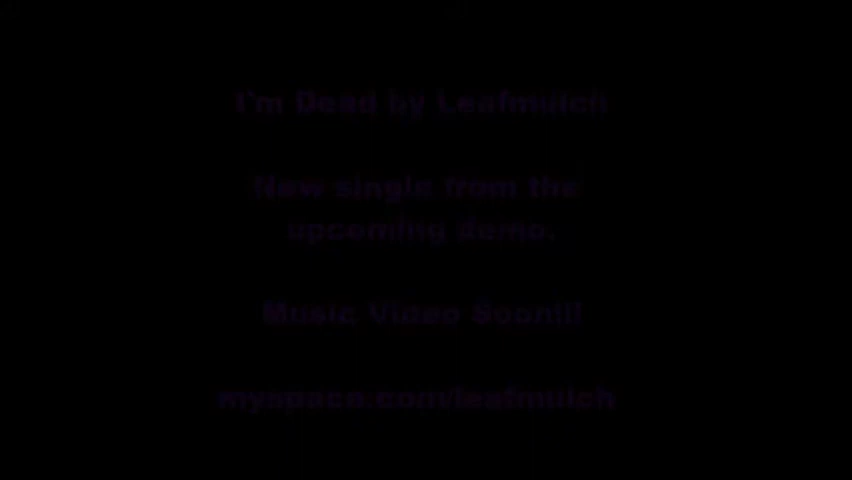 I'm Dead by Leafmulch
New single from the
upcoming demo.
Music Video Soon!!!
myspace.com/leafmulch